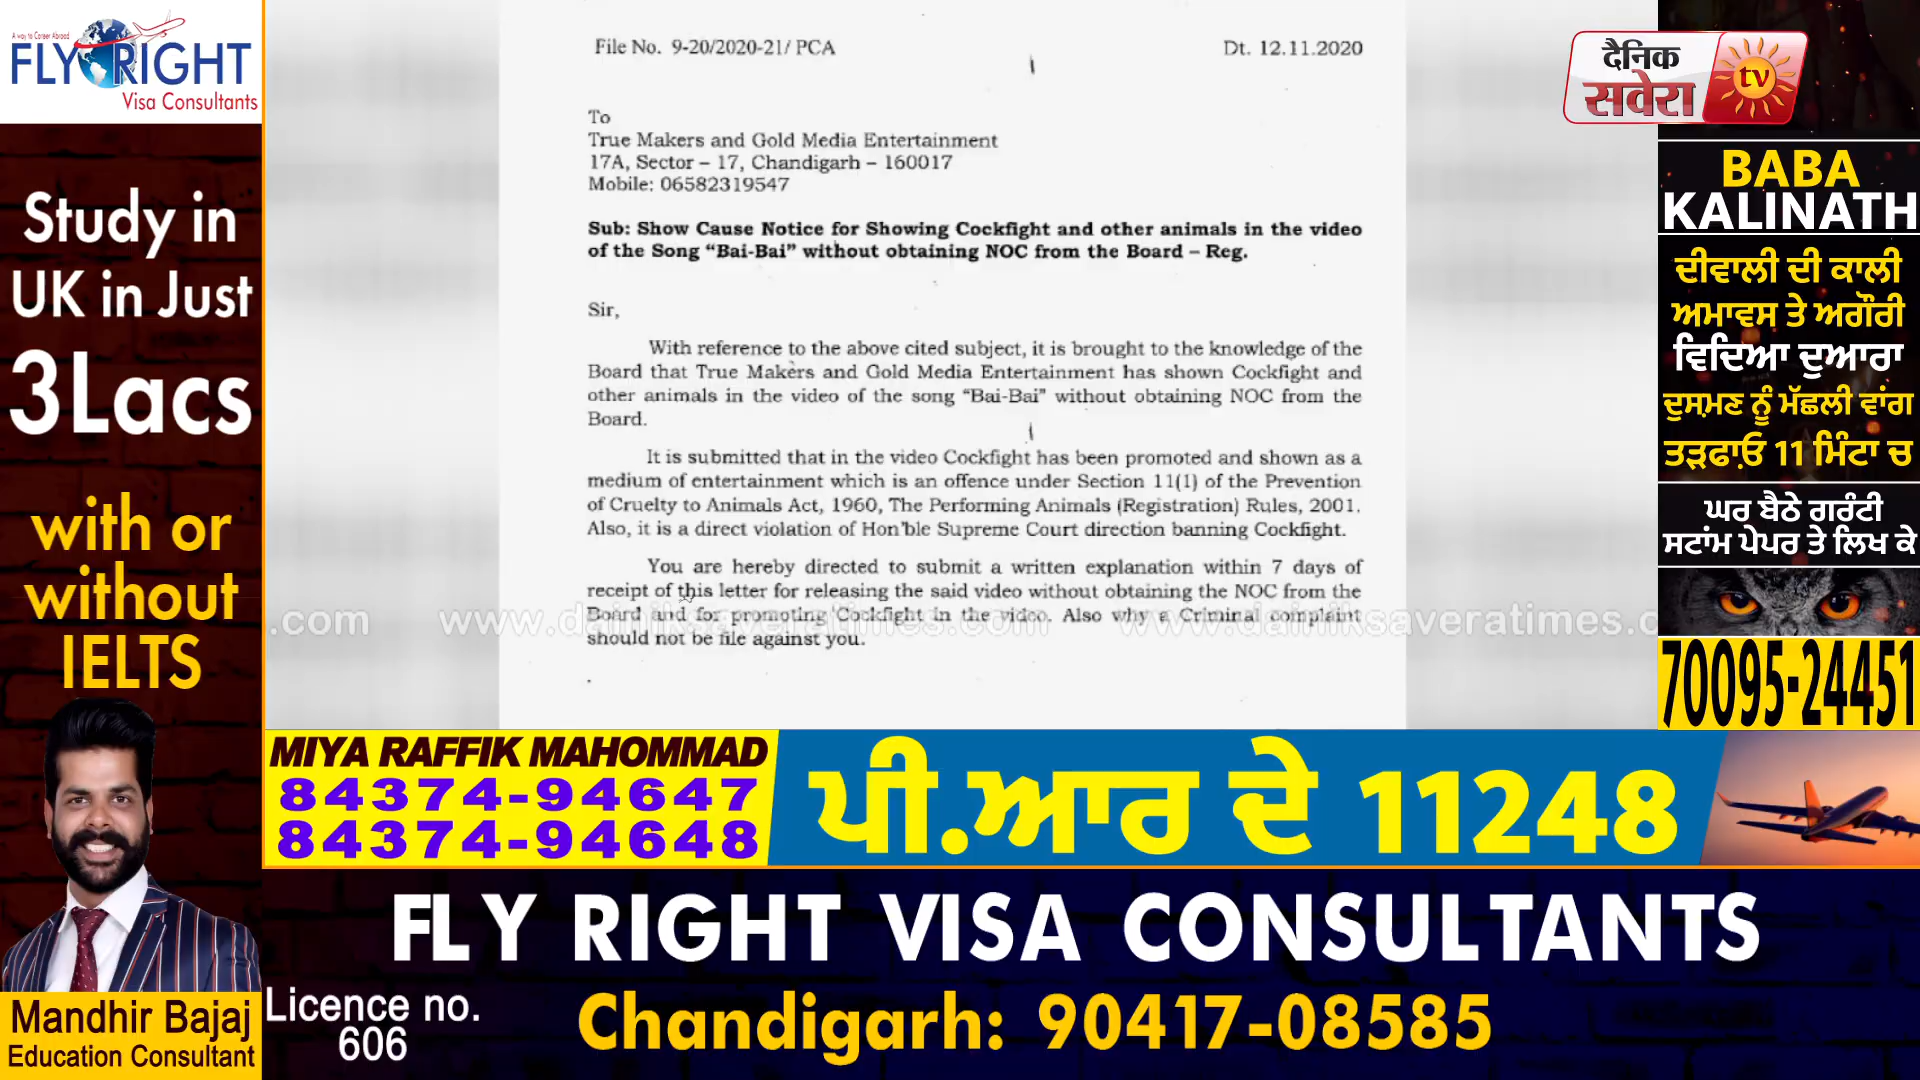 A way to Career Abroad
FLY RIGHT
Visa Consultants
Study in
UK in Just
3Lacs
with or
without
IELTS
Mandhir Bajaj
Education Consultant
File No. 9-20/2020-21/ PCA
Dt. 12.11.2020
To
True Makers and Gold Media Entertainment
17A, Sector – 17, Chandigarh – 160017
Mobile: 06582319547
Sub: Show Cause Notice for Showing Cockfight and other animals in the video
of the Song “Bai-Bai” without obtaining NOC from the Board – Reg.
Sir,
With reference to the above cited subject, it is brought to the knowledge of the
Board that True Makers and Gold Media Entertainment has shown Cockfight and
other animals in the video of the song “Bai-Bai” without obtaining NOC from the
Board.
It is submitted that in the video Cockfight has been promoted and shown as a
medium of entertainment which is an offence under Section 11(1) of the Prevention
of Cruelty to Animals Act, 1960, The Performing Animals (Registration) Rules, 2001.
Also, it is a direct violation of Hon’ble Supreme Court direction banning Cockfight.
You are hereby directed to submit a written explanation within 7 days of
receipt of this letter for releasing the said video without obtaining the NOC from the
Board and for promoting Cockfight in the video. Also why a Criminal complaint
should not be file against you.
.com www.dainiksaveratimes.com www.dainiksaveratimes.c
दैनिक
सवेरा
tv
BABA
KALINATH
ਦੀਵਾਲੀ ਦੀ ਕਾਲੀ
ਅਮਾਵਸ ਤੇ ਅਗੌਰੀ
ਵਿਦਿਆ ਦੁਆਰਾ
ਦੁਸ਼ਮਣ ਨੂੰ ਮੱਛਲੀ ਵਾਂਗ
ਤੜਫਾਓ 11 ਮਿੰਟਾ ਚ
ਘਰ ਬੈਠੇ ਗਰੰਟੀ
ਸਟਾਂਮ ਪੇਪਰ ਤੇ ਲਿਖ ਕੇ
70095-24451
MIYA RAFFIK MAHOMMAD
84374-94647
84374-94648
ਪੀ.ਆਰ ਦੇ 11248
FLY RIGHT VISA CONSULTANTS
Licence no.
606
Chandigarh: 90417-08585